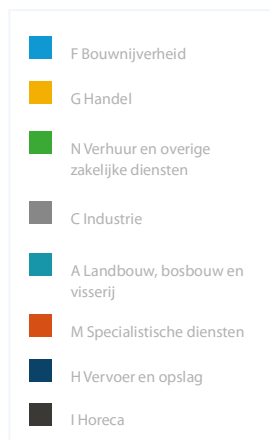 F Bouwnijverheid
G Handel
N Verhuur en overige
zakelijke diensten
C Industrie
A Landbouw, bosbouw en
visserij
M Specialistische diensten
H Vervoer en opslag
I Horeca